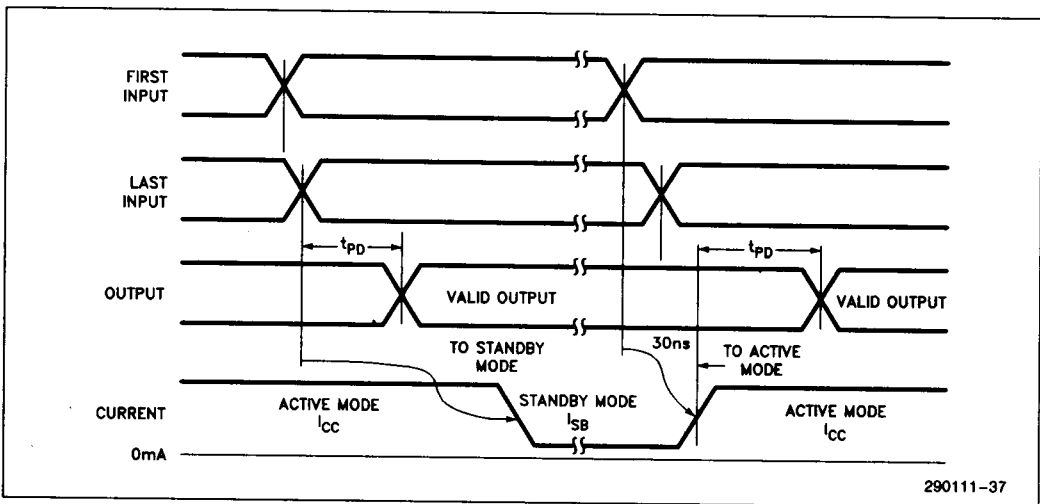 FIRST
INPUT
LAST
INPUT
tPD
tPD
OUTPUT
VALID OUTPUT
VALID OUTPUT
TO STANDBY
MODE
30ns
TO ACTIVE
MODE
CURRENT
ACTIVE MODE
ICC
STANDBY MODE
ISB
ACTIVE MODE
ICC
0mA
290111-37